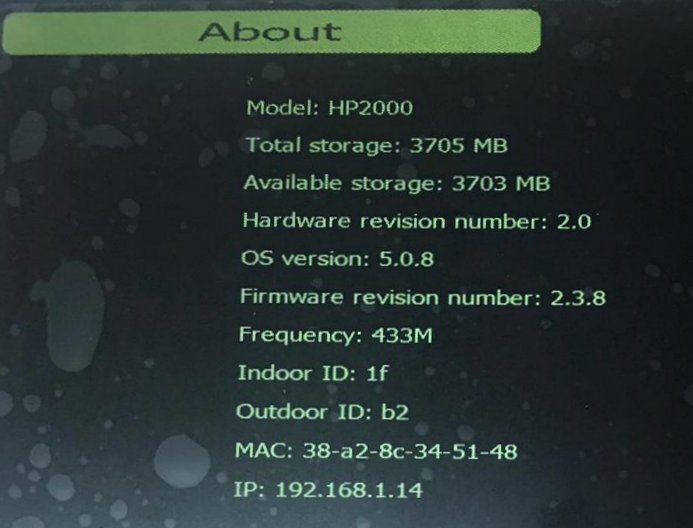 About
Model: HP2000
Total storage: 3705 MB
Available storage: 3703 MB
Hardware revision number: 2.0
OS version: 5.0.8
Firmware revision number: 2.3.8
Frequency: 433M
Indoor ID: 1f
Outdoor ID: b2
MAC: 38-a2-8c-34-51-48
IP: 192.168.1.14